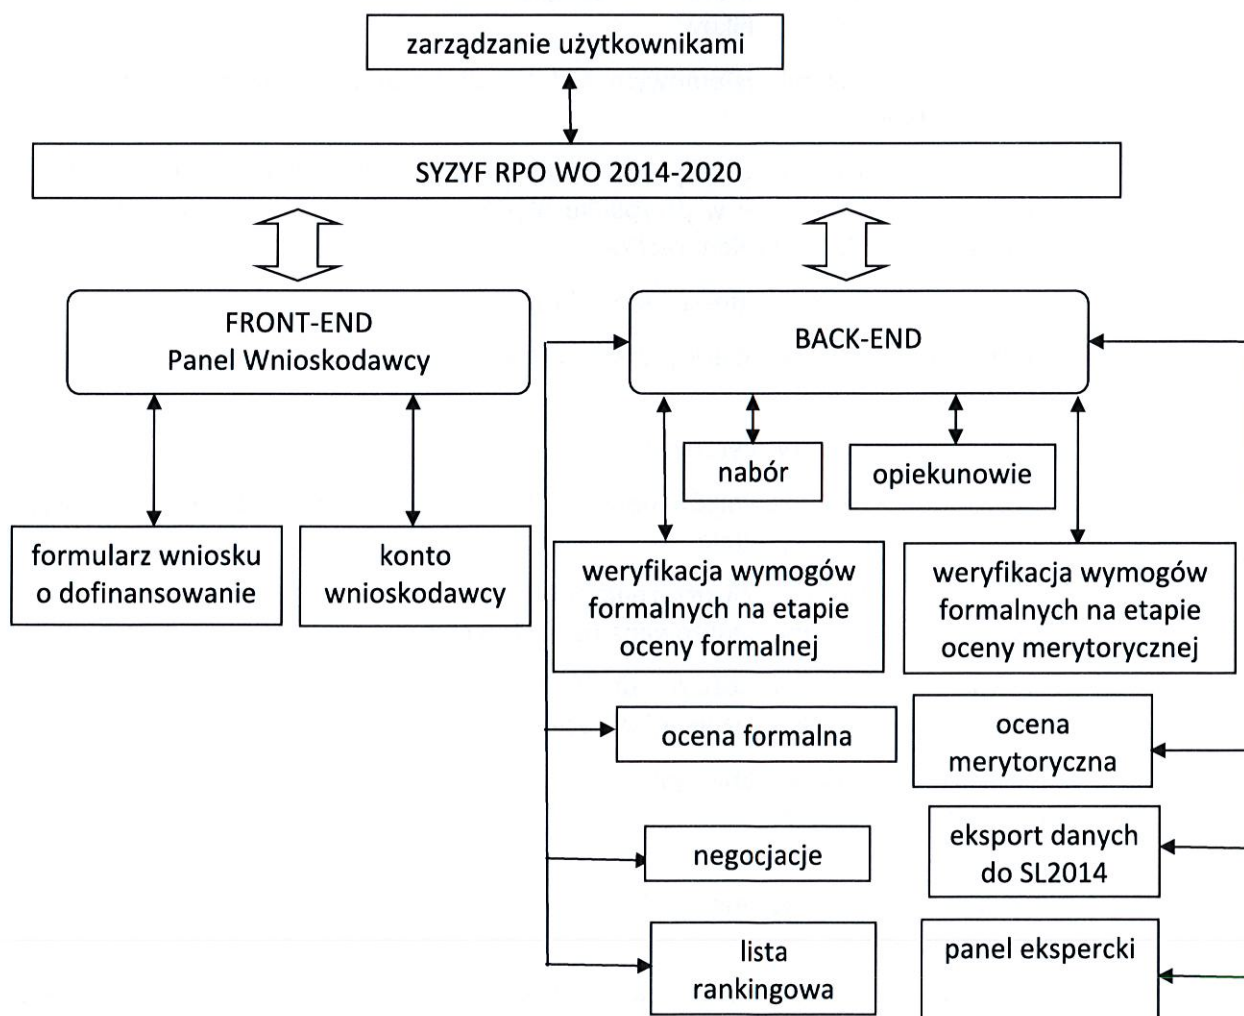 zarządzanie użytkownikami
SYZYF RPO WO 2014-2020
FRONT-END
Panel Wnioskodawcy
BACK-END
nabór
opiekunowie
formularz wniosku
o dofinansowanie
konto
wnioskodawcy
weryfikacja wymogów
formalnych na etapie
oceny formalnej
weryfikacja wymogów
formalnych na etapie
oceny merytorycznej
ocena formalna
ocena
merytoryczna
negocjacje
eksport danych
do SL2014
lista
rankingowa
panel ekspercki